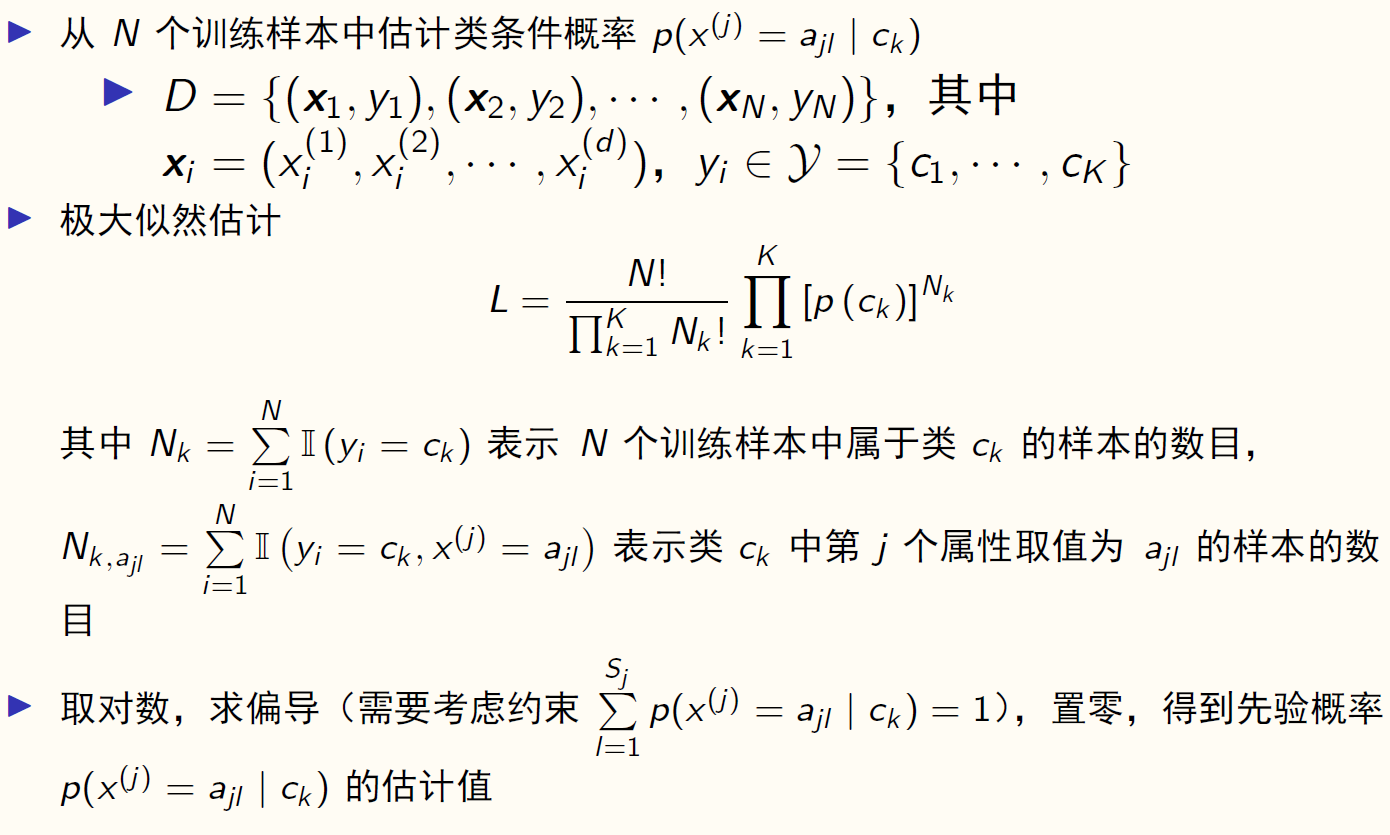 ▶ 从 N 个训练样本中估计类条件概率 $p(x^{(j)} = a_{jl} \mid c_k)$
▶ $D = \{(\boldsymbol{x}_1, y_1), (\boldsymbol{x}_2, y_2), \cdots, (\boldsymbol{x}_N, y_N)\}$，其中
$\boldsymbol{x}_i = (x_i^{(1)}, x_i^{(2)}, \cdots, x_i^{(d)})$，$y_i \in \mathcal{Y} = \{c_1, \cdots, c_K\}$
▶ 极大似然估计
$L = \frac{N!}{\prod_{k=1}^{K} N_k!} \prod_{k=1}^{K} [p(c_k)]^{N_k}$
其中 $N_k = \sum_{i=1}^{N} \mathbb{I}(y_i = c_k)$ 表示 N 个训练样本中属于类 $c_k$ 的样本的数目，
$N_{k,a_{jl}} = \sum_{i=1}^{N} \mathbb{I}(y_i = c_k, x^{(j)} = a_{jl})$ 表示类 $c_k$ 中第 j 个属性取值为 $a_{jl}$ 的样本的数
目
▶ 取对数，求偏导（需要考虑约束 $\sum_{l=1}^{S_j} p(x^{(j)} = a_{jl} \mid c_k) = 1$），置零，得到先验概率
$p(x^{(j)} = a_{jl} \mid c_k)$ 的估计值